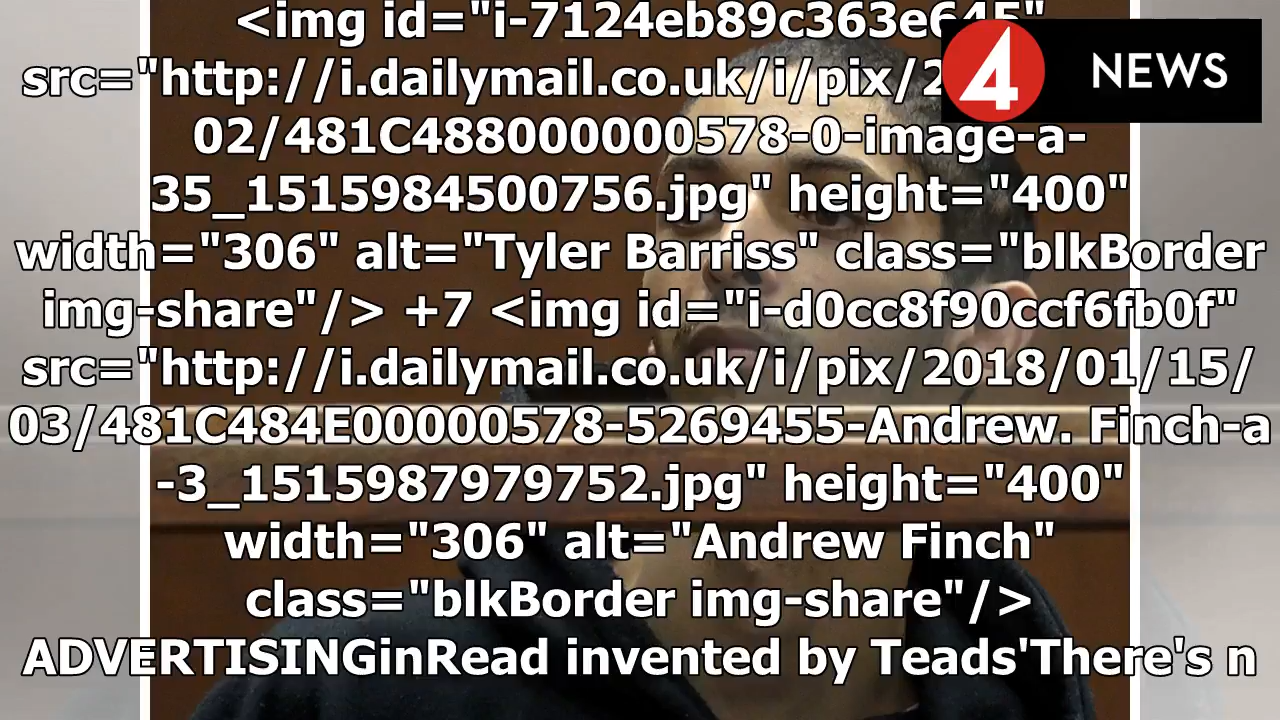 <img id="i-7124eb89c363e645"
src="http://i.dailymail.co.uk/i/pix/2
4 NEWS
02/481C488000000578-0-image-a-
35_1515984500756.jpg" height="400"
width="306" alt="Tyler Barriss" class="blkBorder
img-share"/> +7 <img id="i-d0cc8f90ccf6fb0f"
src="http://i.dailymail.co.uk/i/pix/2018/01/15/
03/481C484E00000578-5269455-Andrew. Finch-a
-3_1515987979752.jpg" height="400"
width="306" alt="Andrew Finch"
class="blkBorder img-share"/>
ADVERTISINGinRead invented by Teads'There's n